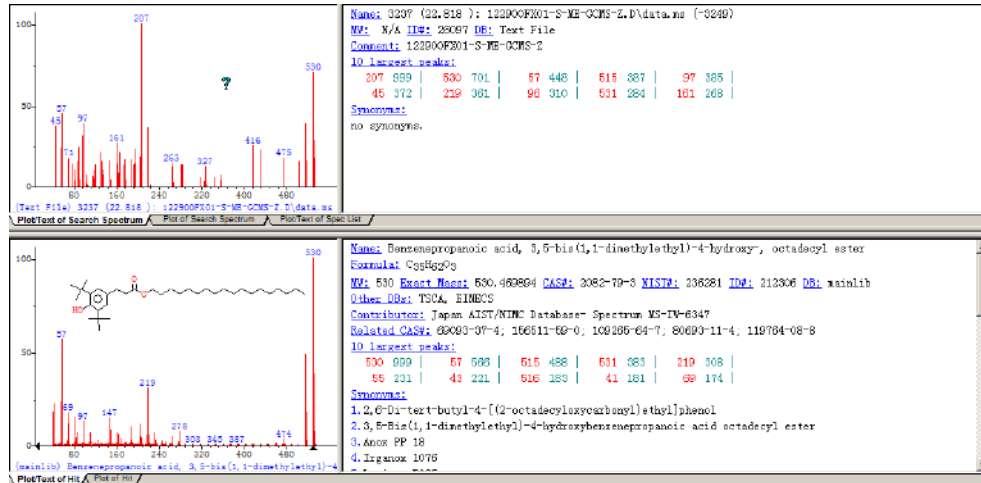 207
530
100
50
0
57
45
97
71
161
263
327
416
475
?
80 160 240 320 400 480
(Text File) 3237 (22.818 ): 122900FX01-S-ME-GCMS-Z.D\data.ms
Plot/Text of Search Spectrum Plot of Search Spectrum Plot/Text of Spec List
Name: 3237 (22.818 ): 122900FX01-S-ME-GCMS-Z.D\data.ms (-3249)
MW: N/A ID#: 26097 DB: Text File
Comment: 122900FX01-S-ME-GCMS-Z
10 largest peaks:
207 999 | 530 701 | 57 448 | 515 387 | 97 385 |
45 372 | 219 361 | 96 310 | 531 284 | 161 268 |
Synonyms:
no synonyms.
530
100
50
0
57
69
97
147
219
278
303 345 387
474
O
O
HO
80 160 240 320 400 480
(mainlib) Benzenepropanoic acid, 3,5-bis(1,1-dimethylethyl)-4
Plot/Text of Hit Plot of Hit
Name: Benzenepropanoic acid, 3,5-bis(1,1-dimethylethyl)-4-hydroxy-, octadecyl ester
Formula: C35H62O3
MW: 530 Exact Mass: 530.469894 CAS#: 2082-79-3 NIST#: 236281 ID#: 212306 DB: mainlib
Other DBs: TSCA, EINECS
Contributor: Japan AIST/NIMC Database- Spectrum MS-IW-6347
Related CAS#: 69093-37-4; 156511-59-0; 109265-64-7; 80693-11-4; 119764-08-8
10 largest peaks:
530 999 | 57 566 | 515 488 | 531 383 | 219 308 |
55 231 | 43 221 | 516 183 | 41 181 | 69 174 |
Synonyms:
1.2,6-Di-tert-butyl-4-[(2-octadecyloxycarbonyl)ethyl]phenol
2.3,5-Bis(1,1-dimethylethyl)-4-hydroxybenzenepropanoic acid octadecyl ester
3.Anox PP 18
4.Irganox 1076